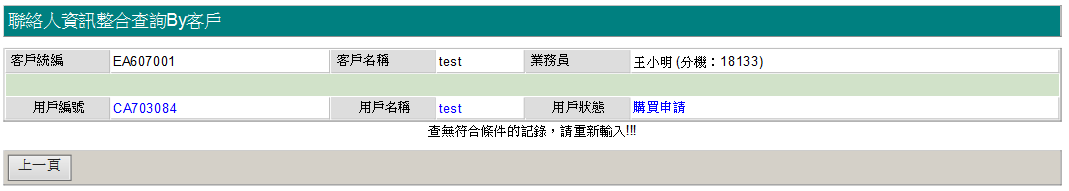 聯絡人資訊整合查詢By客戶
客戶統編 EA607001 客戶名稱 test 業務員 王小明 (分機：18133)
用戶編號 CA703084 用戶名稱 test 用戶狀態 購買申請
查無符合條件的記錄，請重新輸入!!!
上一頁